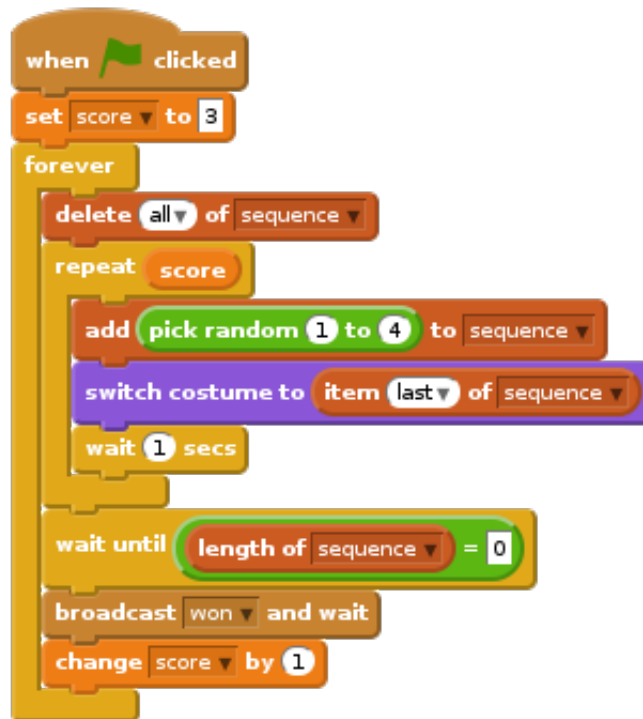 when clicked
set score to 3
forever
delete all of sequence
repeat score
add pick random 1 to 4 to sequence
switch costume to item last of sequence
wait 1 secs
wait until length of sequence = 0
broadcast won and wait
change score by 1